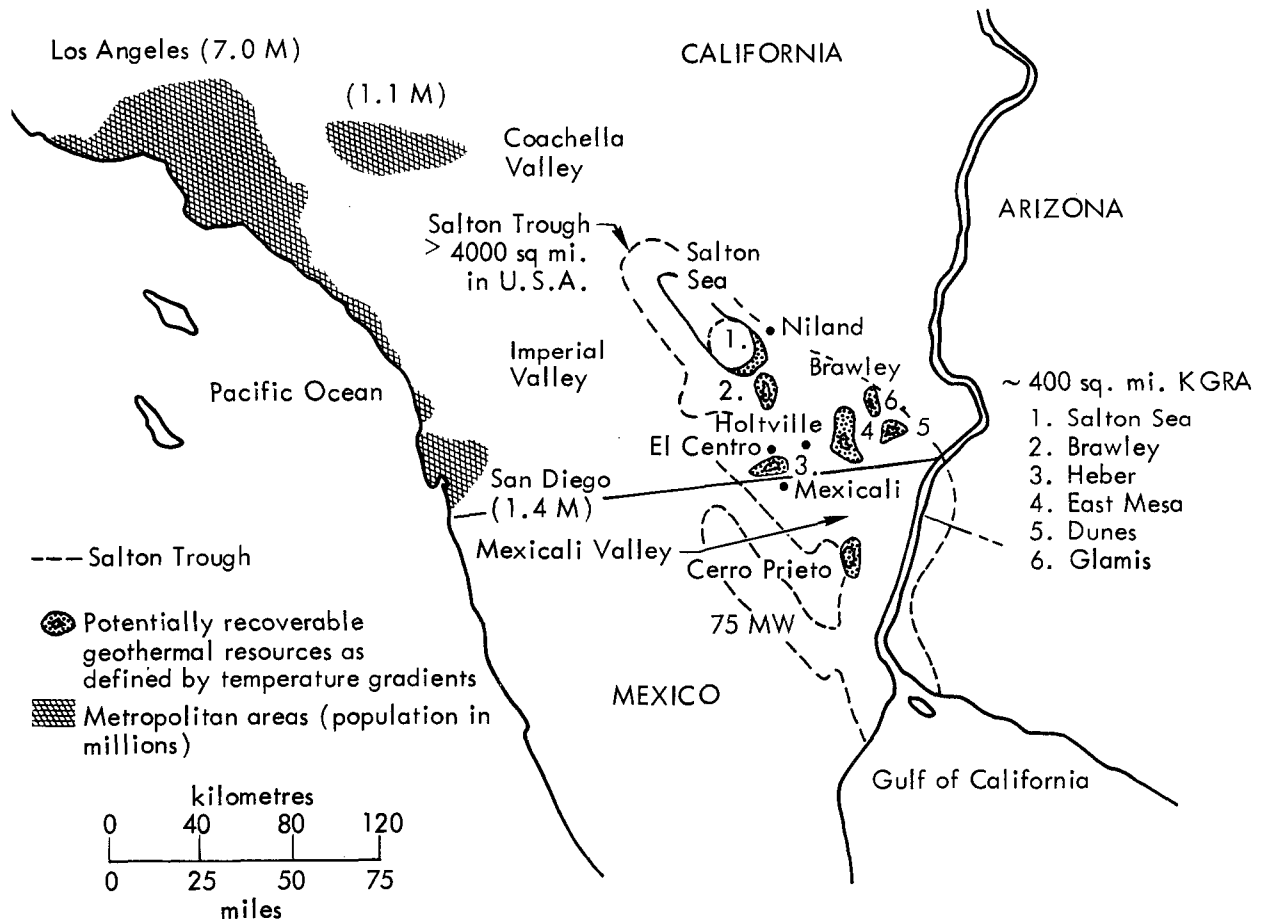 Los Angeles (7.0 M)
CALIFORNIA
(1.1 M)
Coachella
Valley
ARIZONA
Salton Trough
> 4000 sq mi.
in U.S.A.
Salton
Sea
1.
Niland
Imperial
Valley
Brawley
Pacific Ocean
2.
6.
Holtville
4
5
El Centro
3.
~ 400 sq. mi. KGRA
1. Salton Sea
2. Brawley
3. Heber
4. East Mesa
5. Dunes
6. Glamis
San Diego
(1.4 M)
Mexicali
Mexicali Valley
Cerro Prieto
75 MW
--- Salton Trough
Potentially recoverable
geothermal resources as
defined by temperature gradients
Metropolitan areas (population in
millions)
MEXICO
Gulf of California
kilometres
0 40 80 120
0 25 50 75
miles